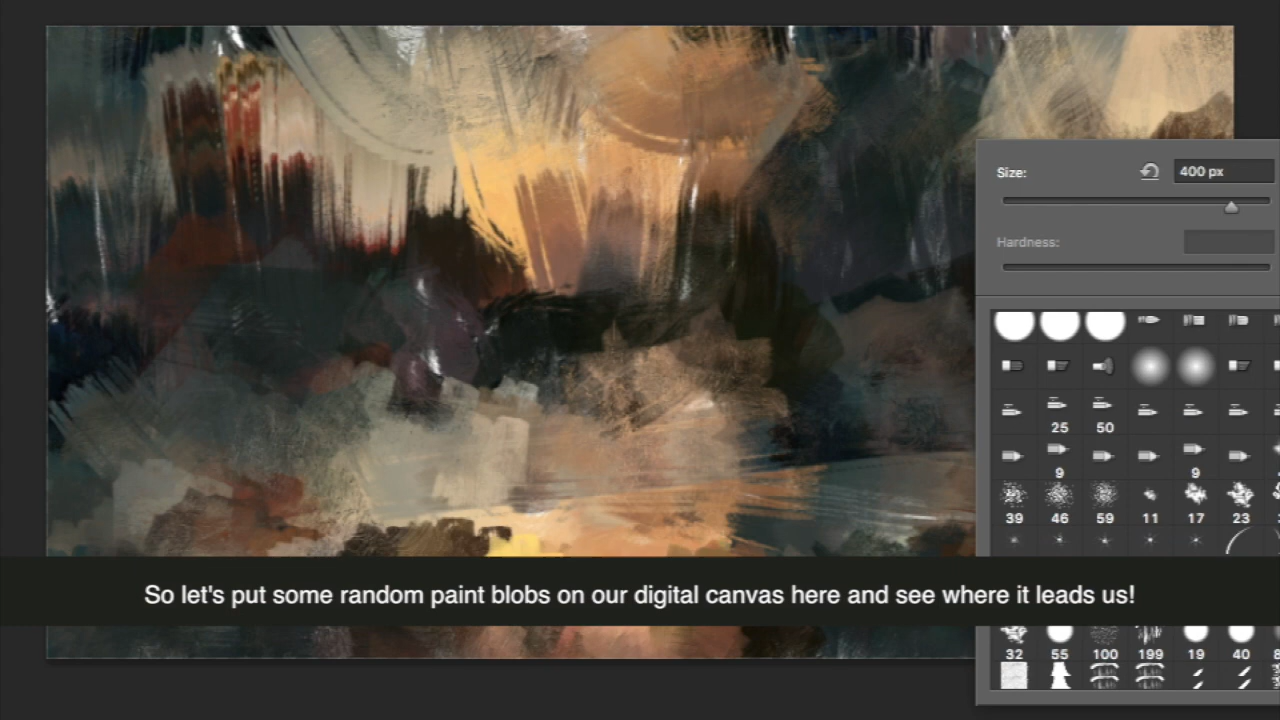 Size:
400 px
Hardness:
25 50
9 9
39 46 59 11 17 23
So let's put some random paint blobs on our digital canvas here and see where it leads us!
32 55 100 199 19 40